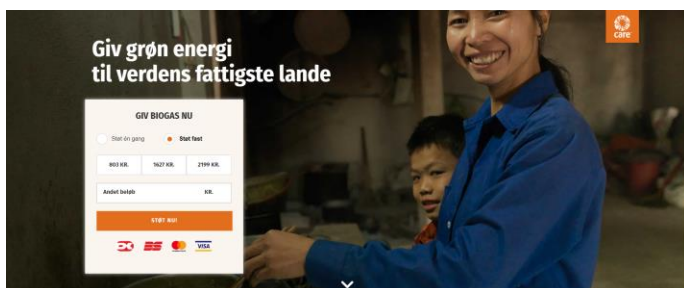 Giv grøn energi
til verdens fattigste lande
care
GIV BIOGAS NU
Støt én gang
Støt fast
803 KR.
1627 KR.
2199 KR.
Andet beløb
KR.
STØT NU!
VISA